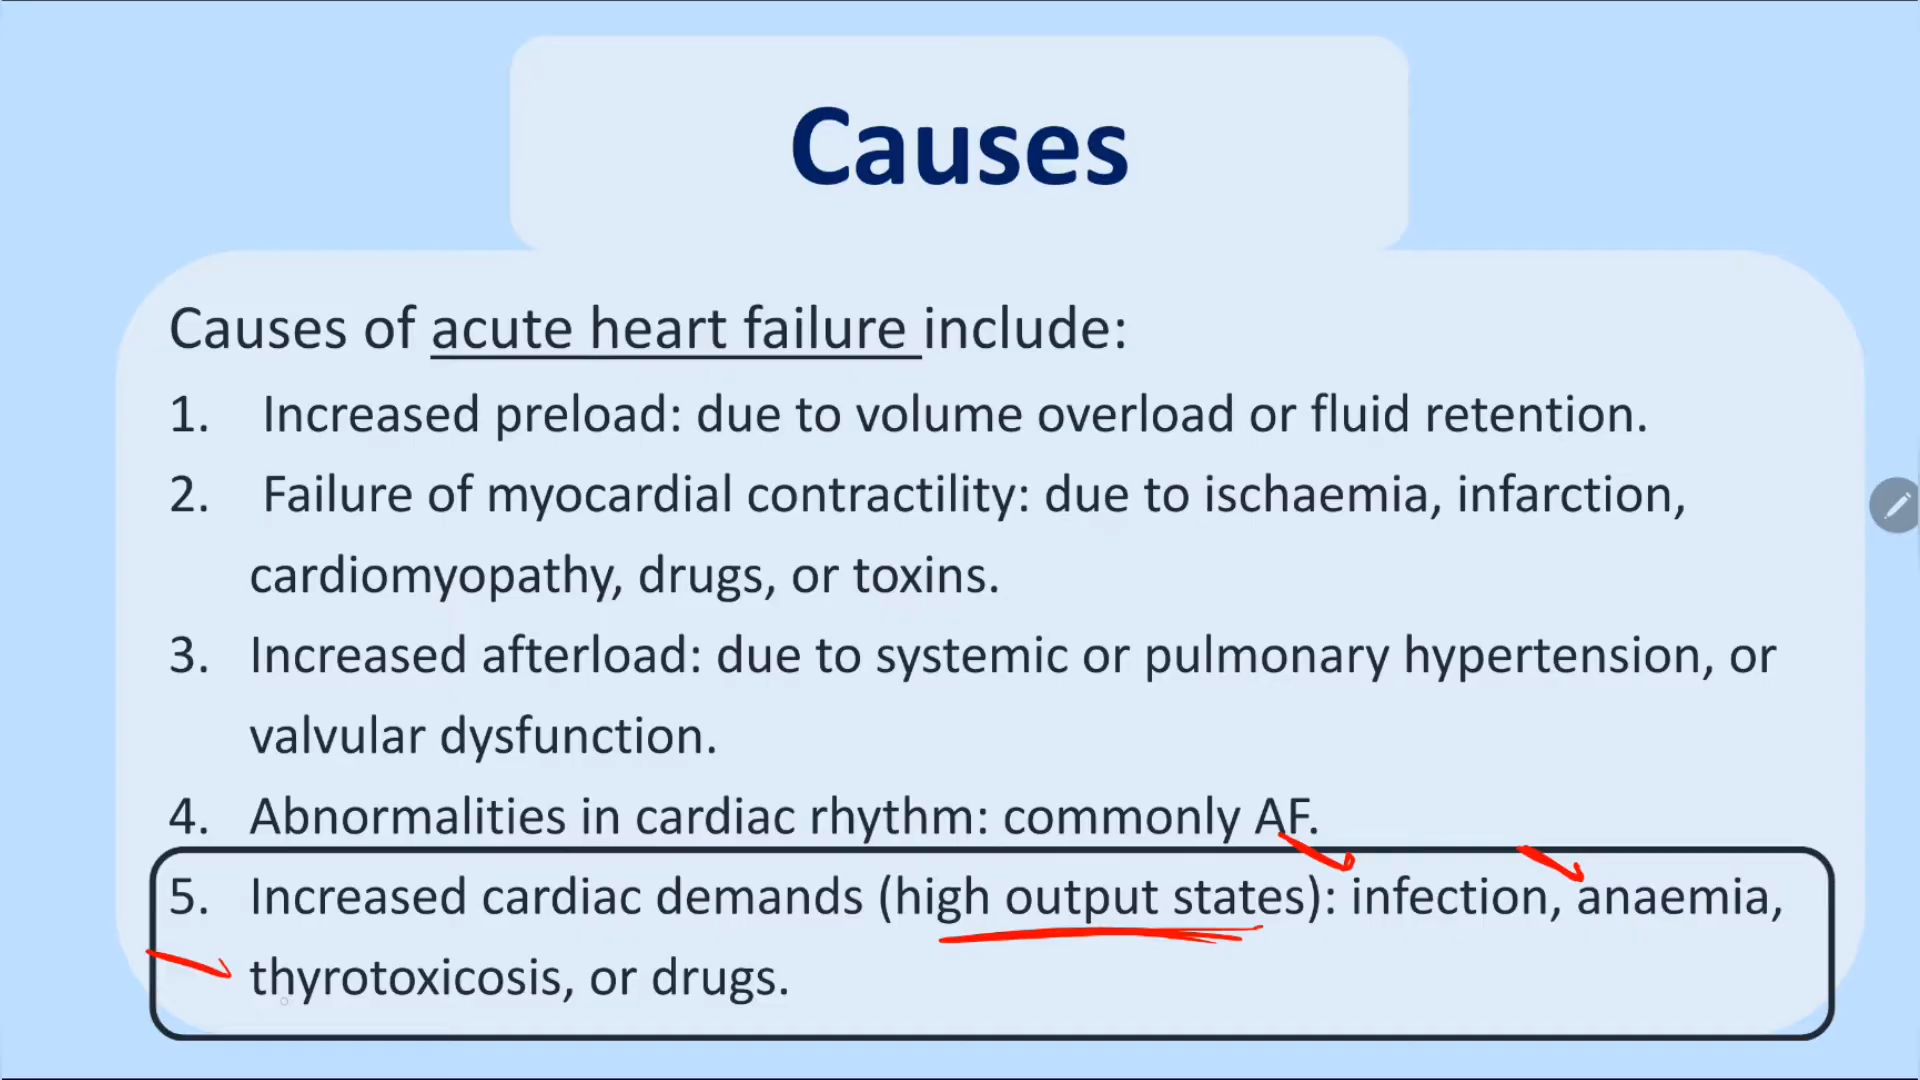 Causes
Causes of acute heart failure include:
1. Increased preload: due to volume overload or fluid retention.
2. Failure of myocardial contractility: due to ischaemia, infarction,
cardiomyopathy, drugs, or toxins.
3. Increased afterload: due to systemic or pulmonary hypertension, or
valvular dysfunction.
4. Abnormalities in cardiac rhythm: commonly AF.
5. Increased cardiac demands (high output states): infection, anaemia,
thyrotoxicosis, or drugs.